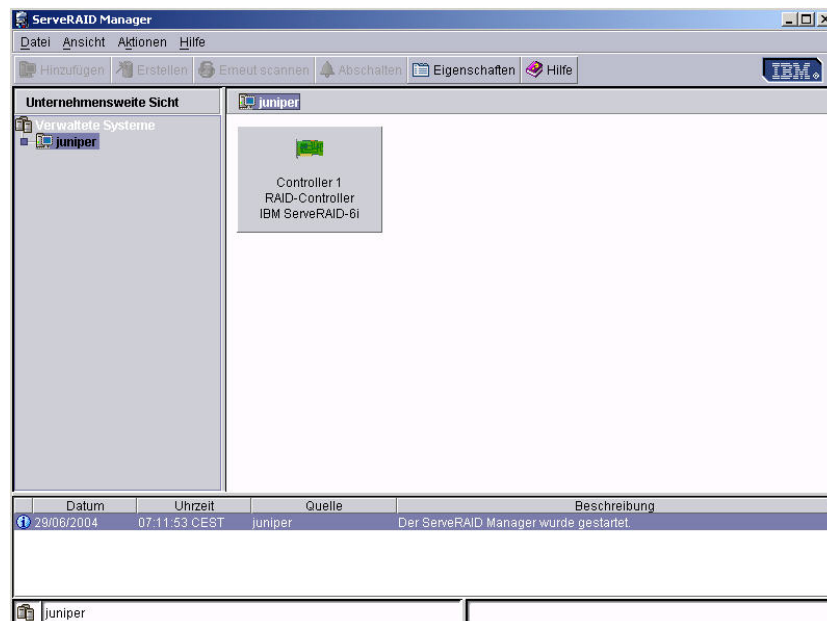 ServeRAID Manager
Datei Ansicht Aktionen Hilfe
Hinzufügen Erstellen Erneut scannen Abschalten Eigenschaften Hilfe IBM
Unternehmensweite Sicht
juniper
Verwaltete Systeme
juniper
Controller 1
RAID-Controller
IBM ServeRAID-6i
Datum Uhrzeit Quelle Beschreibung
29/06/2004 07:11:53 CEST juniper Der ServeRAID Manager wurde gestartet.
juniper